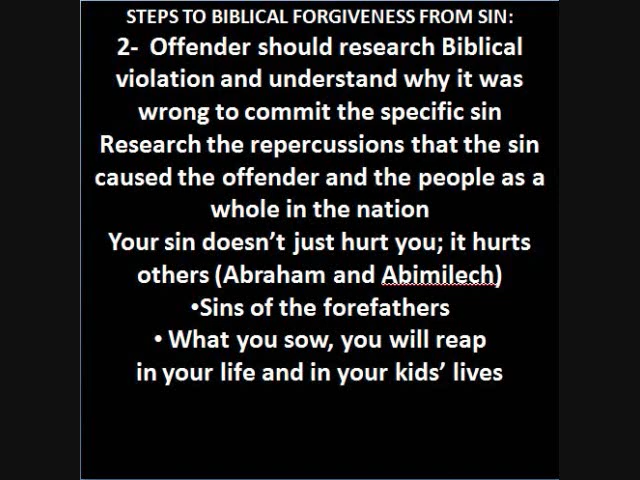 STEPS TO BIBLICAL FORGIVENESS FROM SIN:
2-  Offender should research Biblical
violation and understand why it was
wrong to commit the specific sin
Research the repercussions that the sin
caused the offender and the people as a
whole in the nation
Your sin doesn’t just hurt you; it hurts
others (Abraham and Abimilech)
•Sins of the forefathers
• What you sow, you will reap
in your life and in your kids’ lives